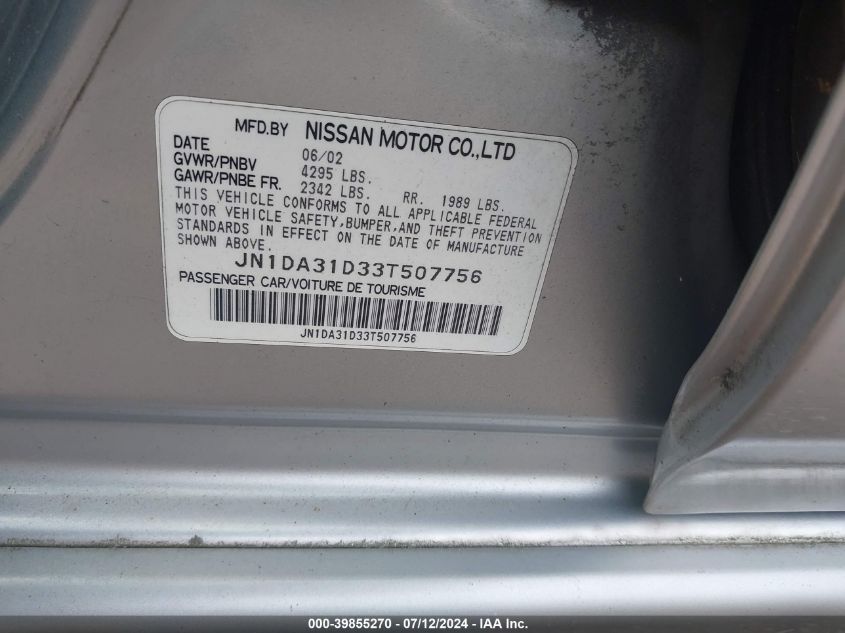 MFD.BY NISSAN MOTOR CO.,LTD
DATE 06/02
GVWR/PNBV 4295 LBS.
GAWR/PNBE FR. 2342 LBS. RR. 1989 LBS.
THIS VEHICLE CONFORMS TO ALL APPLICABLE FEDERAL
MOTOR VEHICLE SAFETY,BUMPER,AND THEFT PREVENTION
STANDARDS IN EFFECT ON THE DATE OF MANUFACTURE
SHOWN ABOVE.
JN1DA31D33T507756
PASSENGER CAR/VOITURE DE TOURISME
JN1DA31D33T507756
000-39855270 - 07/12/2024 - WWW.IAAI.COM INC.